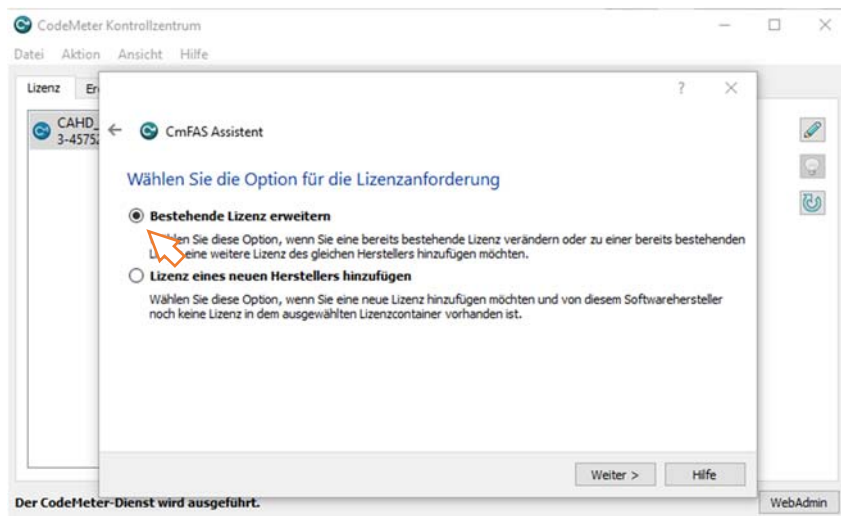 CodeMeter Kontrollzentrum
Datei Aktion Ansicht Hilfe
Lizenz
CAHD_
3-4575
CmFAS Assistent
Wählen Sie die Option für die Lizenzanforderung
Bestehende Lizenz erweitern
Sie diese Option, wenn Sie eine bereits bestehende Lizenz verändern oder zu einer bereits bestehenden
eine weitere Lizenz des gleichen Herstellers hinzufügen möchten.
Lizenz eines neuen Herstellers hinzufügen
Wählen Sie diese Option, wenn Sie eine neue Lizenz hinzufügen möchten und von diesem Softwarehersteller
noch keine Lizenz in dem ausgewählten Lizenzcontainer vorhanden ist.
Weiter > Hilfe
Der CodeMeter-Dienst wird ausgeführt. WebAdmin